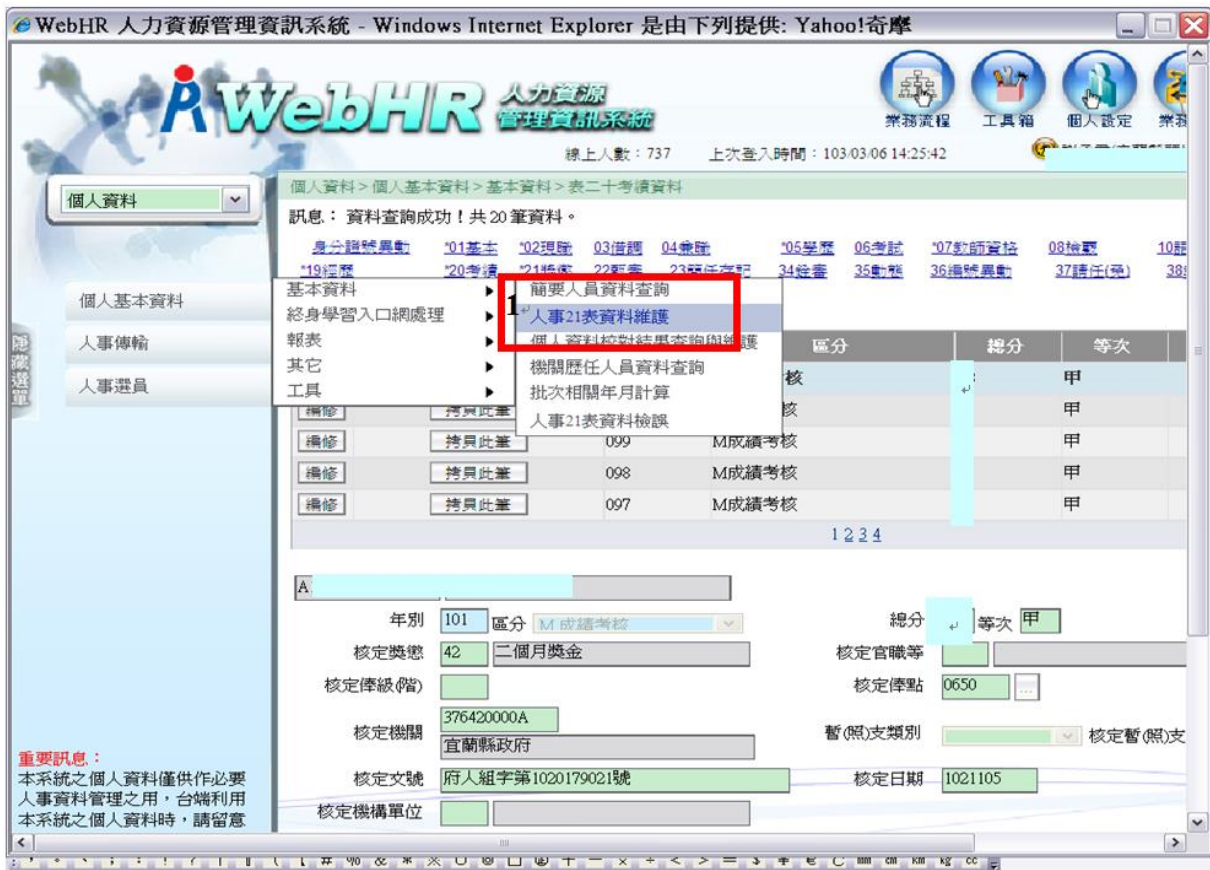 WebHR 人力資源管理資訊系統 - Windows Internet Explorer 是由下列提供: Yahoo!奇摩
WebHR 人力資源
管理資訊系統
業務流程 工具箱 個人設定
線上人數：737 上次登入時間：103/03/06 14:25:42
個人資料
個人資料>個人基本資料>基本資料>表二十考績資料
訊息： 資料查詢成功！共20筆資料。
身分證號異動 *01基本 *02現職 03借調 04兼職 *05學歷 06考試 *07教師資格 08檢覈
*19經歷 *20考績 *21獎懲 22甄審 23簡任存記 34銓審 35動態 36編號異動 37請任(免)
個人基本資料
人事傳輸
人事選員
隱藏選單
基本資料
終身學習入口網處理
報表
其它
工具
1
簡要人員資料查詢
人事21表資料維護
個人資料校對結果查詢與維護
機關歷任人員資料查詢
批次相關年月計算
人事21表資料檢誤
區分 總分 等次
核 甲
編修 拷貝此筆 核 甲
編修 拷貝此筆 099 M成績考核 甲
編修 拷貝此筆 098 M成績考核 甲
編修 拷貝此筆 097 M成績考核 甲
1 2 3 4
A
年別 101 區分 M 成績考核 總分 等次 甲
核定獎懲 42 二個月獎金 核定官職等
核定俸級(階) 核定俸點 0650 ...
核定機關 376420000A
宜蘭縣政府
暫(照)支類別 核定暫(照)支
核定文號 府人組字第1020179021號 核定日期 1021105
核定機構單位
重要訊息：
本系統之個人資料僅供作必要
人事資料管理之用，台端利用
本系統之個人資料時，請留意